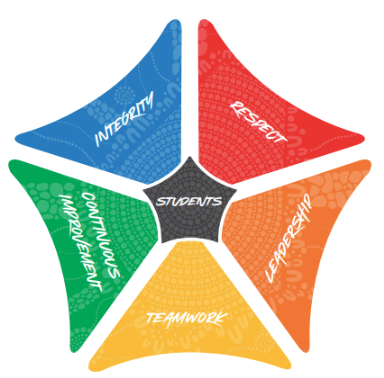 INTEGRITY
RESPECT
STUDENTS
CONTINUOUS
IMPROVEMENT
LEADERSHIP
TEAMWORK